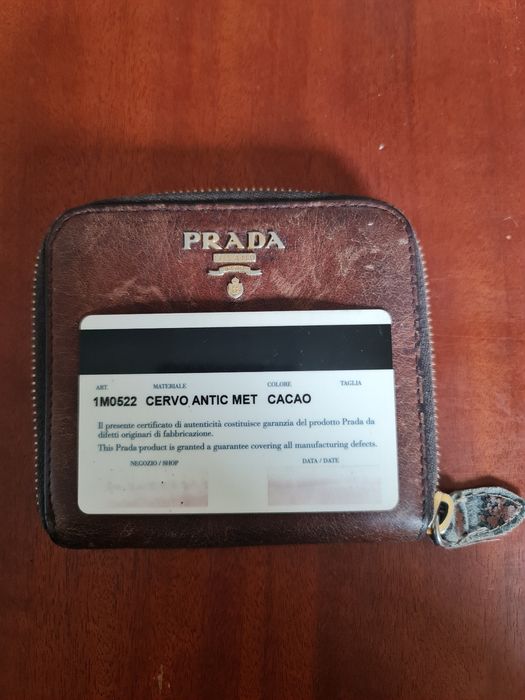 PRADA
MILANO
ART. MATERIALE COLORE TAGLIA
1M0522 CERVO ANTIC MET CACAO
Il presente certificato di autenticità costituisce garanzia del prodotto Prada da
difetti originari di fabbricazione.
This Prada product is granted a guarantee covering all manufacturing defects.
NEGOZIO / SHOP DATA / DATE